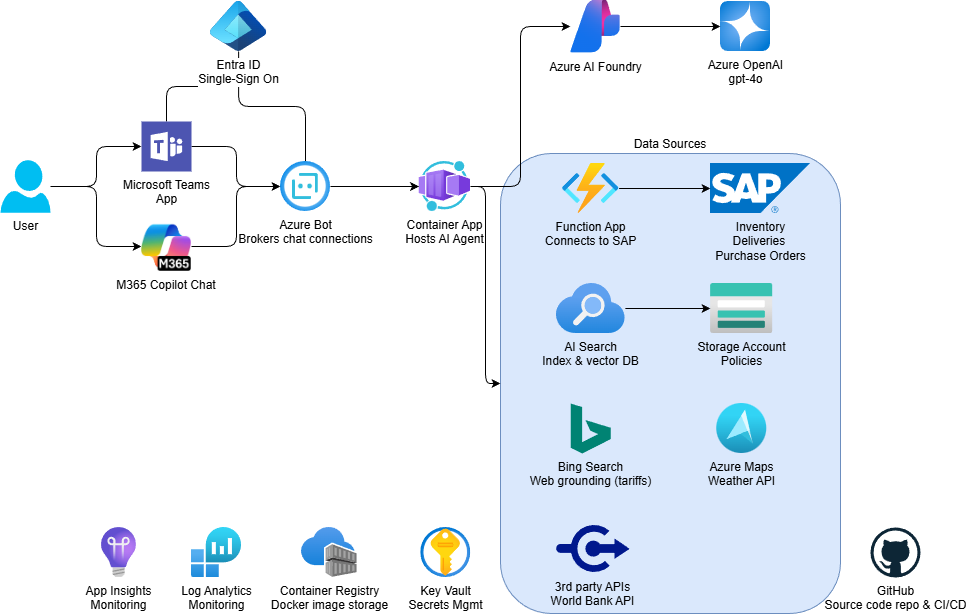 Entra ID
Single-Sign On
Azure AI Foundry
Azure OpenAI
gpt-4o
Microsoft Teams
App
User
M365
M365 Copilot Chat
Azure Bot
Brokers chat connections
Container App
Hosts AI Agent
Data Sources
Function App
Connects to SAP
SAP
®
Inventory
Deliveries
Purchase Orders
AI Search
Index & vector DB
Storage Account
Policies
Bing Search
Web grounding (tariffs)
Azure Maps
Weather API
3rd party APIs
World Bank API
App Insights
Monitoring
Log Analytics
Monitoring
Container Registry
Docker image storage
Key Vault
Secrets Mgmt
GitHub
Source code repo & CI/CD